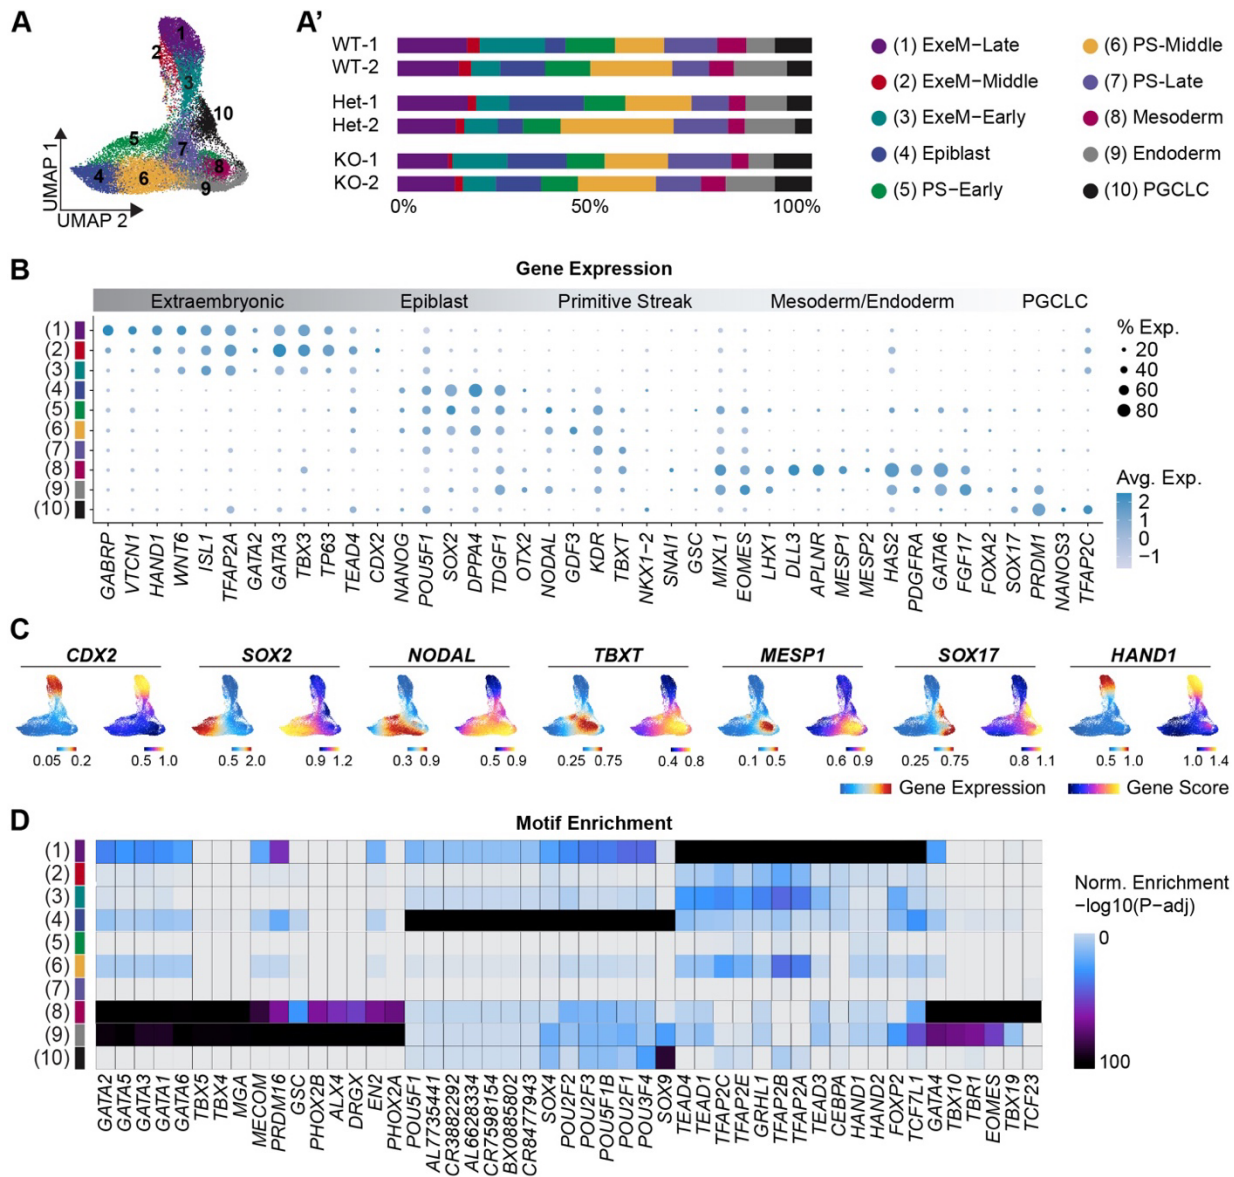 A
1
2
3
10
5
7
8
4
6
9
UMAP 1
UMAP 2
A'
WT-1
WT-2
Het-1
Het-2
KO-1
KO-2
0% 50% 100%
(1) ExeM−Late
(2) ExeM−Middle
(3) ExeM−Early
(4) Epiblast
(5) PS−Early
(6) PS-Middle
(7) PS-Late
(8) Mesoderm
(9) Endoderm
(10) PGCLC
B
Gene Expression
Extraembryonic Epiblast Primitive Streak Mesoderm/Endoderm PGCLC
(1)
(2)
(3)
(4)
(5)
(6)
(7)
(8)
(9)
(10)
% Exp.
20
40
60
80
Avg. Exp.
2
1
0
−1
GABRP VTCN1 HAND1 WNT6 ISL1 TFAP2A GATA2 GATA3 TBX3 TP63 TEAD4 CDX2 NANOG POU5F1 SOX2 DPPA4 TDGF1 OTX2 NODAL GDF3 KDR TBXT NKX1-2 SNAI1 GSC MIXL1 EOMES LHX1 DLL3 APLNR MESP1 MESP2 HAS2 PDGFRA GATA6 FGF17 FOXA2 SOX17 PRDM1 NANOS3 TFAP2C
C
CDX2 SOX2 NODAL TBXT MESP1 SOX17 HAND1
0.05 0.2 0.5 1.0 0.5 2.0 0.9 1.2 0.3 0.9 0.5 0.9 0.25 0.75 0.4 0.8 0.1 0.5 0.6 0.9 0.25 0.75 0.8 1.1 0.5 1.0 1.0 1.4
Gene Expression Gene Score
D
Motif Enrichment
(1)
(2)
(3)
(4)
(5)
(6)
(7)
(8)
(9)
(10)
Norm. Enrichment
−log10(P−adj)
0
100
GATA2 GATA5 GATA3 GATA1 GATA6 TBX5 TBX4 MGA MECOM PRDM16 GSC PHOX2B ALX4 DRGX EN2 PHOX2A POU5F1 AL7735441 CR3882292 AL6628334 CR7598154 BX0885802 CR8477943 SOX4 POU2F2 POU2F3 POU5F1B POU2F1 POU3F4 SOX9 TEAD4 TEAD1 TFAP2C TFAP2E GRHL1 TFAP2B TFAP2A TEAD3 CEBPA HAND1 HAND2 FOXP2 TCF7L1 GATA4 TBX10 TBR1 EOMES TBX19 TCF23